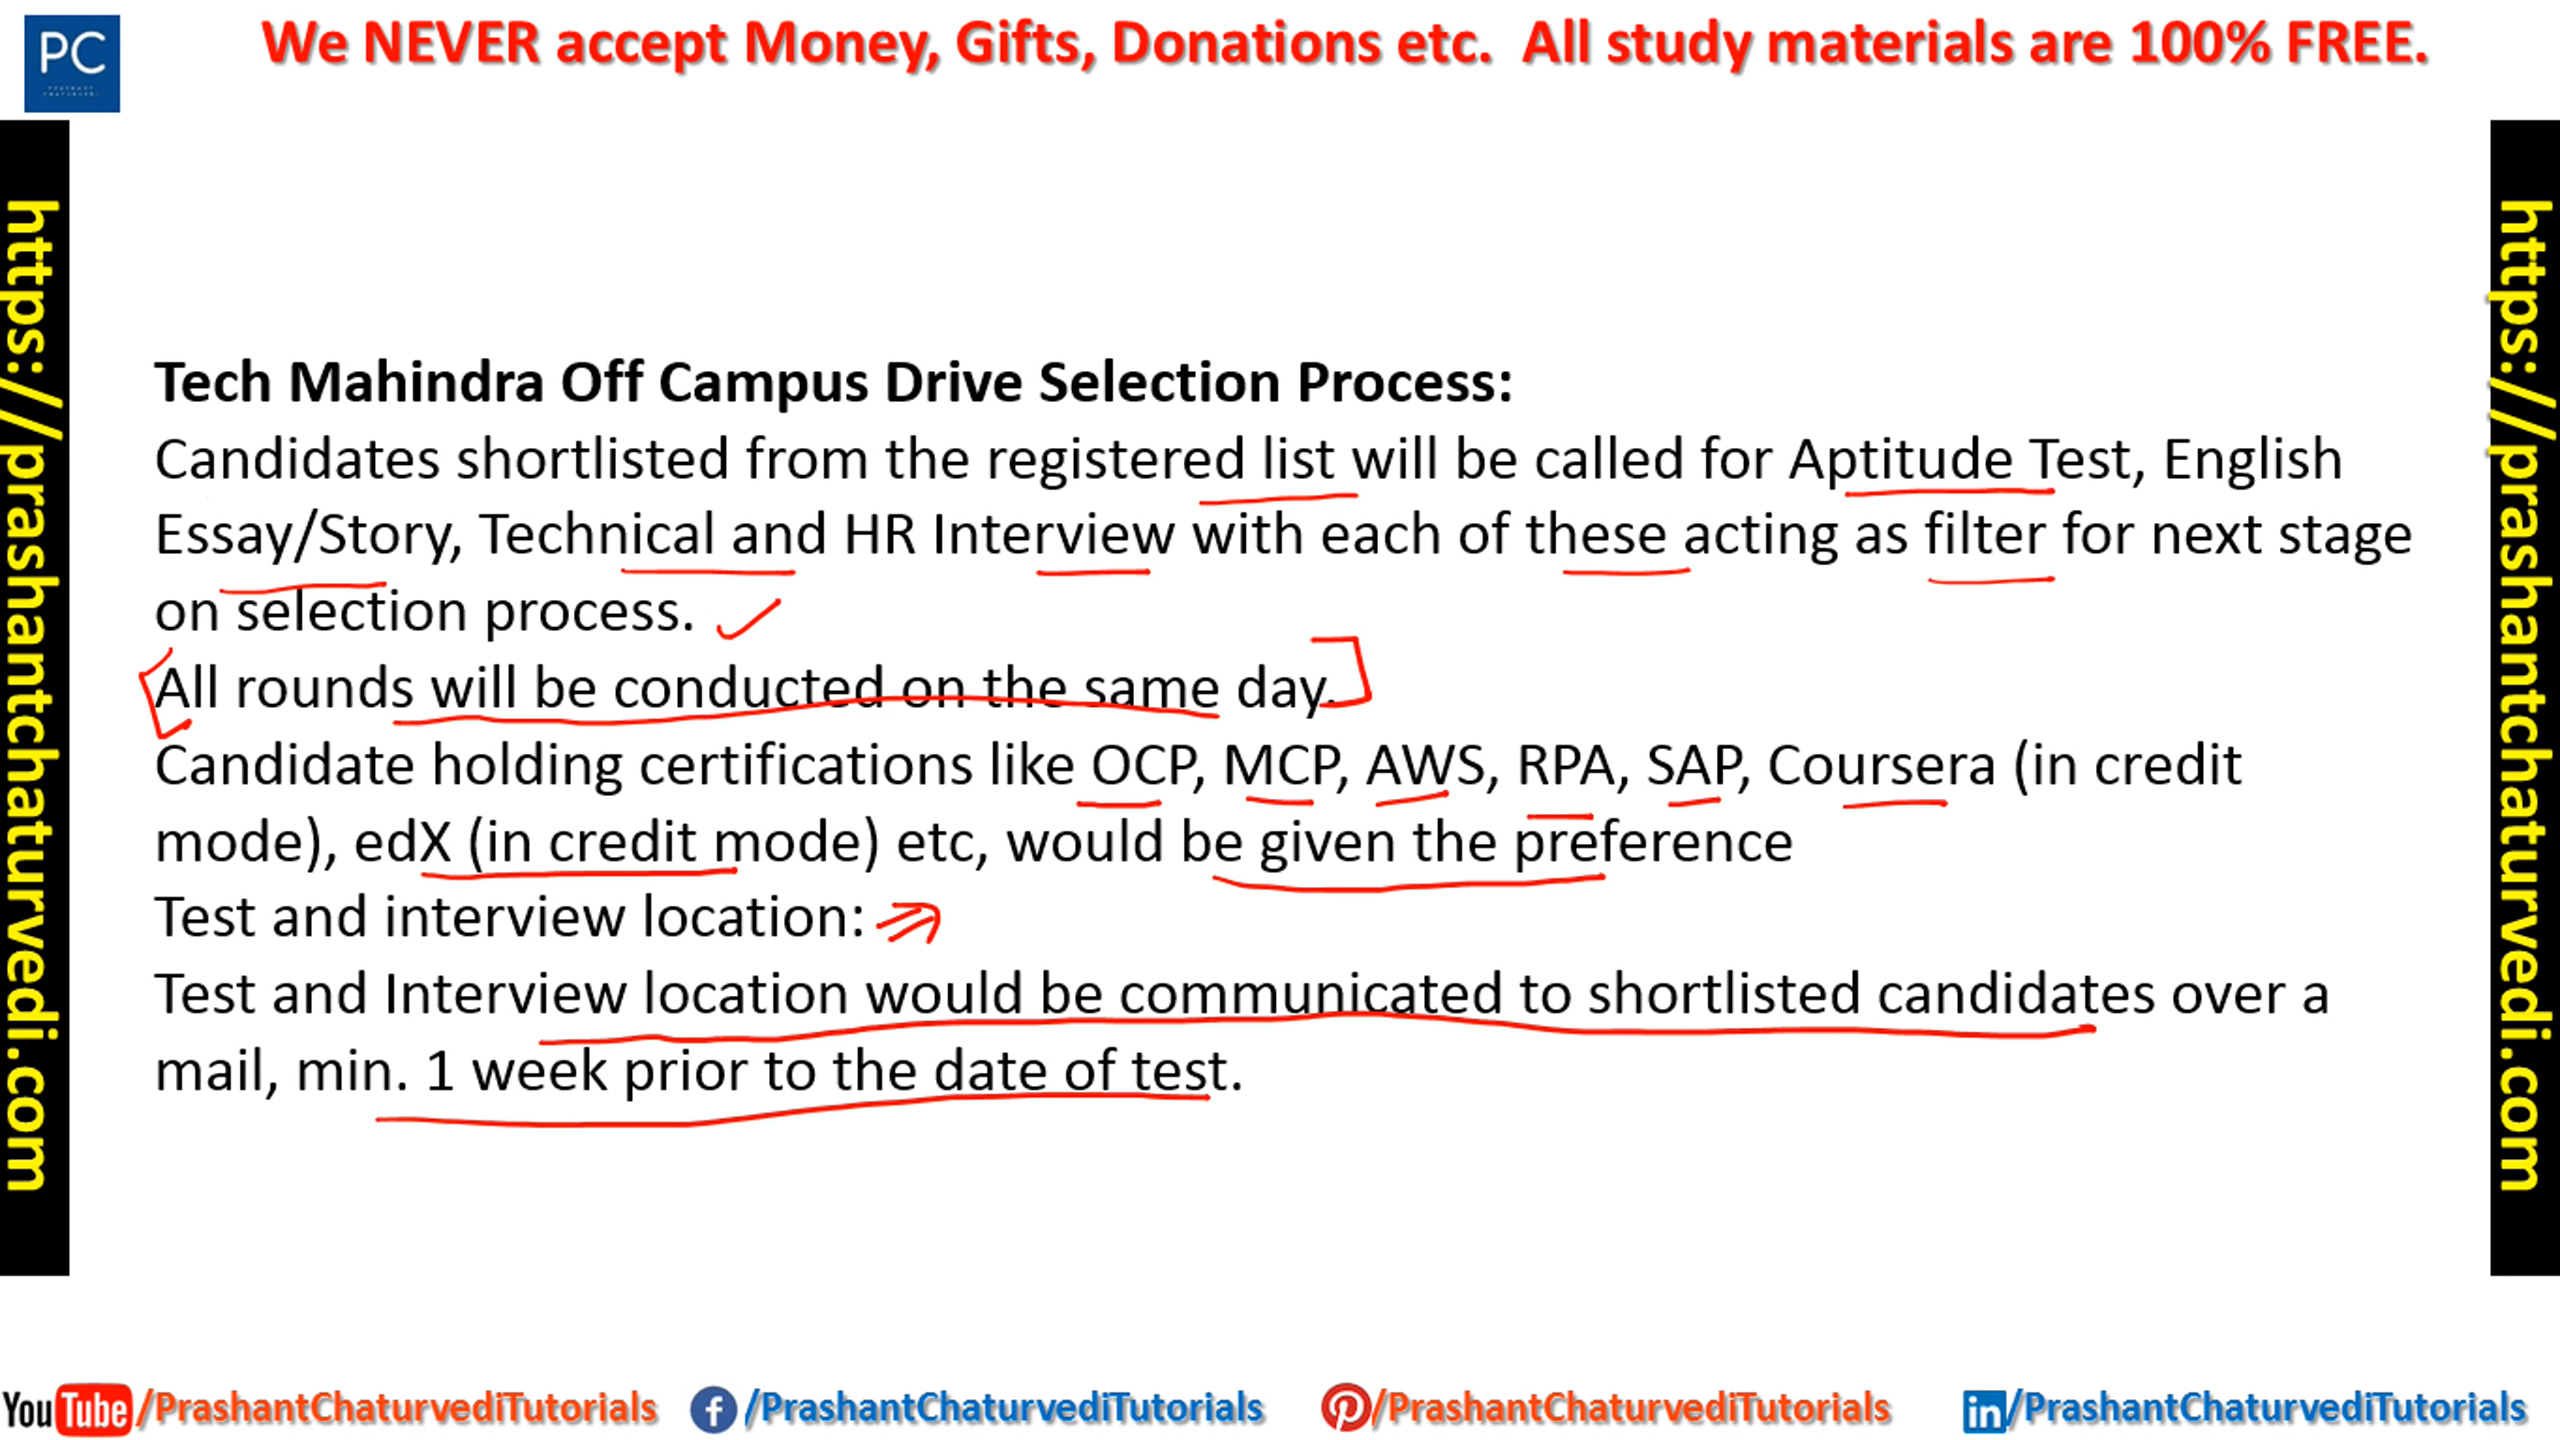 PC
We NEVER accept Money, Gifts, Donations etc. All study materials are 100% FREE.
https://prashantchaturvedi.com
https://prashantchaturvedi.com
Tech Mahindra Off Campus Drive Selection Process:
Candidates shortlisted from the registered list will be called for Aptitude Test, English
Essay/Story, Technical and HR Interview with each of these acting as filter for next stage
on selection process.
All rounds will be conducted on the same day.
Candidate holding certifications like OCP, MCP, AWS, RPA, SAP, Coursera (in credit
mode), edX (in credit mode) etc, would be given the preference
Test and interview location:
Test and Interview location would be communicated to shortlisted candidates over a
mail, min. 1 week prior to the date of test.
YouTube/PrashantChaturvediTutorials f/PrashantChaturvediTutorials /PrashantChaturvediTutorials in/PrashantChaturvediTutorials